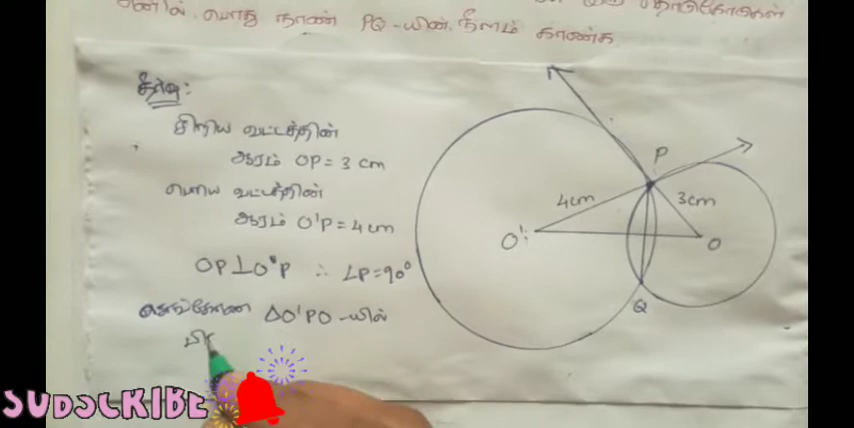 எனில், பொது நாண் PQ-யின் நீளம் காண்க
தீர்வு:
சிறிய வட்டத்தின்
ஆரம் OP = 3 cm
பெரிய வட்டத்தின்
ஆரம் O'P = 4 cm
OP ⊥ O'P ∴ ∠P = 90°
செங்கோண ΔO'PO -யில்
P
4cm
3cm
O'
O
Q
SUBSCRIBE